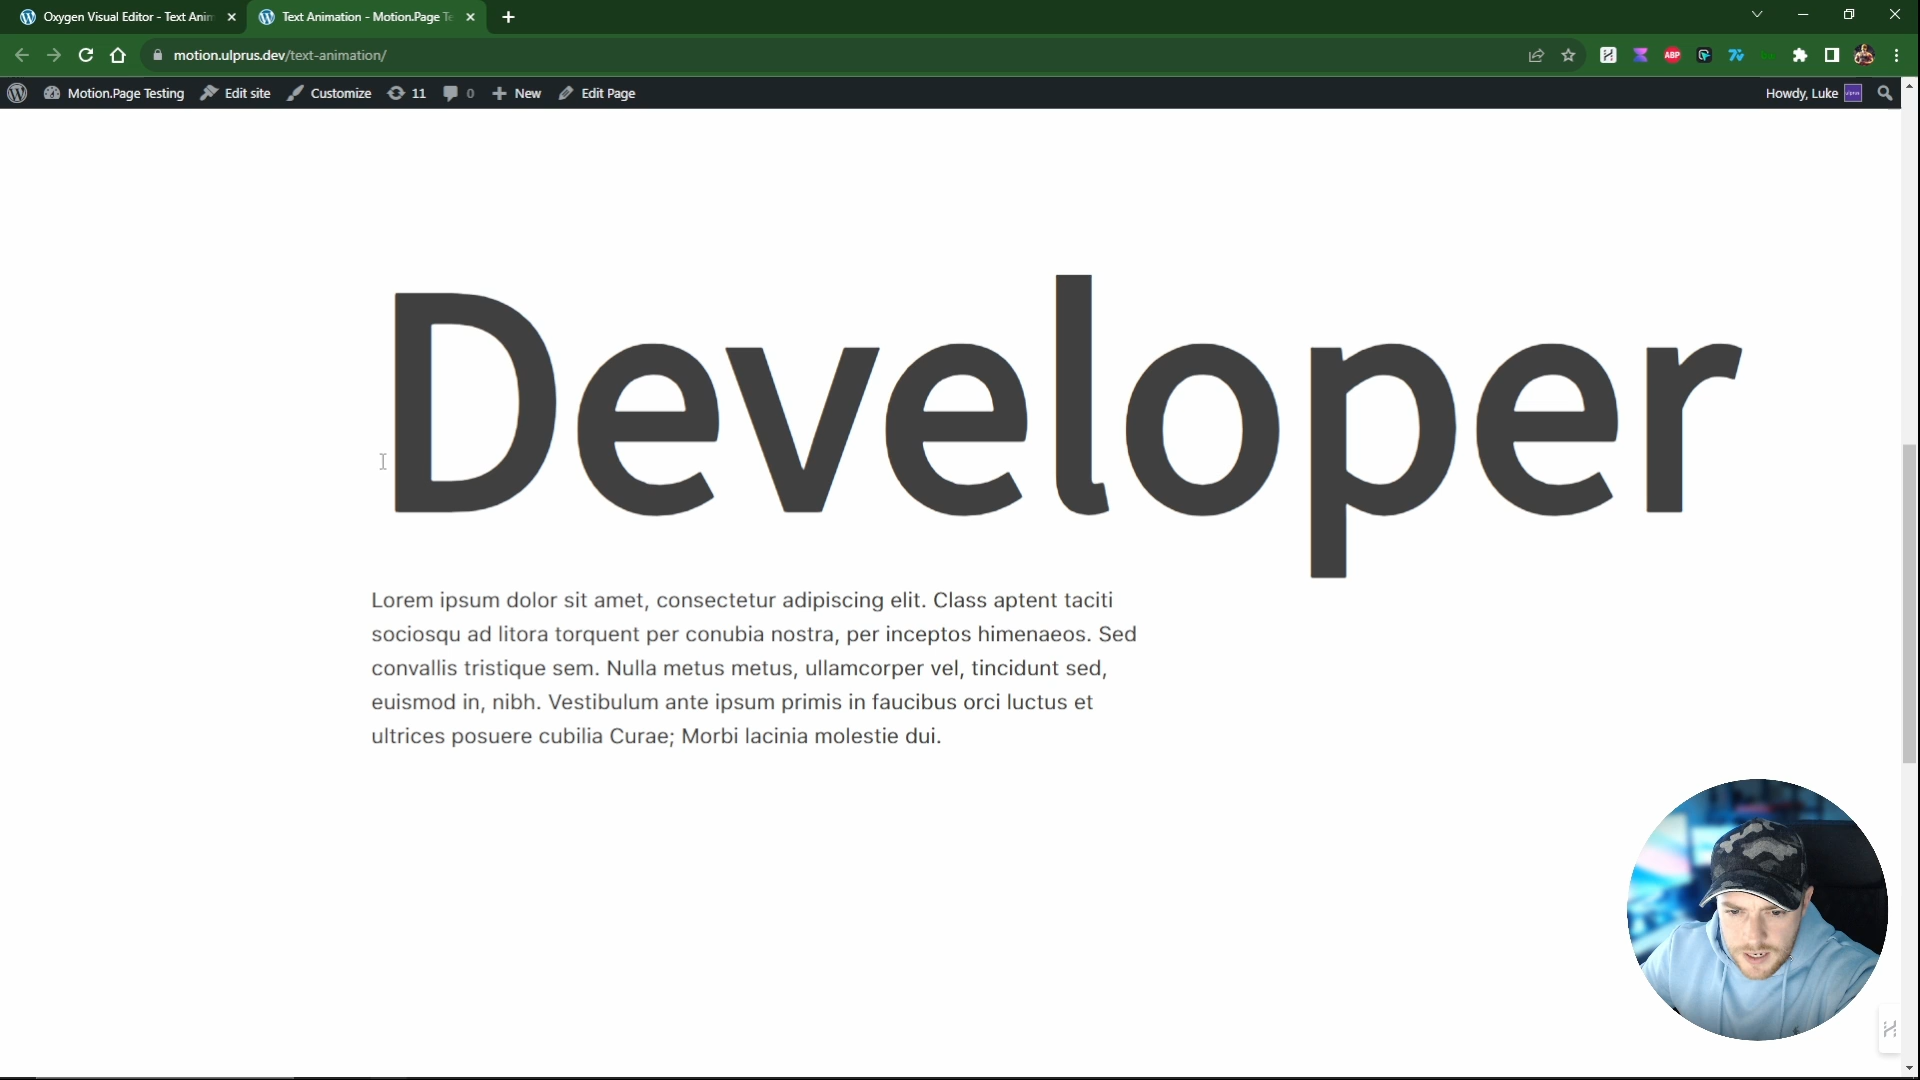 Oxygen Visual Editor - Text Anim
Text Animation - Motion.Page Te
motion.ulprus.dev/text-animation/
ABP
Motion.Page Testing
Edit site
Customize
11
0
New
Edit Page
Howdy, Luke
Developer
Lorem ipsum dolor sit amet, consectetur adipiscing elit. Class aptent taciti
sociosqu ad litora torquent per conubia nostra, per inceptos himenaeos. Sed
convallis tristique sem. Nulla metus metus, ullamcorper vel, tincidunt sed,
euismod in, nibh. Vestibulum ante ipsum primis in faucibus orci luctus et
ultrices posuere cubilia Curae; Morbi lacinia molestie dui.